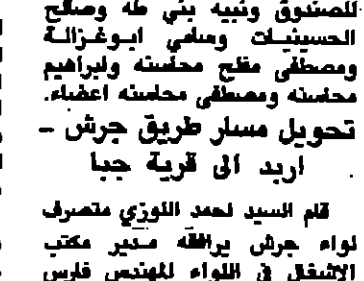 للصندوق ونبيه بني طه وصالح
الحسينيات وسامي ابوغزالة
ومصطفى مفلح محاسنه وابراهيم
محاسنه ومصطفى محاسنه اعضاء.
تحويل مسار طريق جرش -
اربد الى قرية جبا
قام السيد احمد اللوزي متصرف
لواء جرش يرافقه مدير مكتب
الاشغال في اللواء المهندس فارس